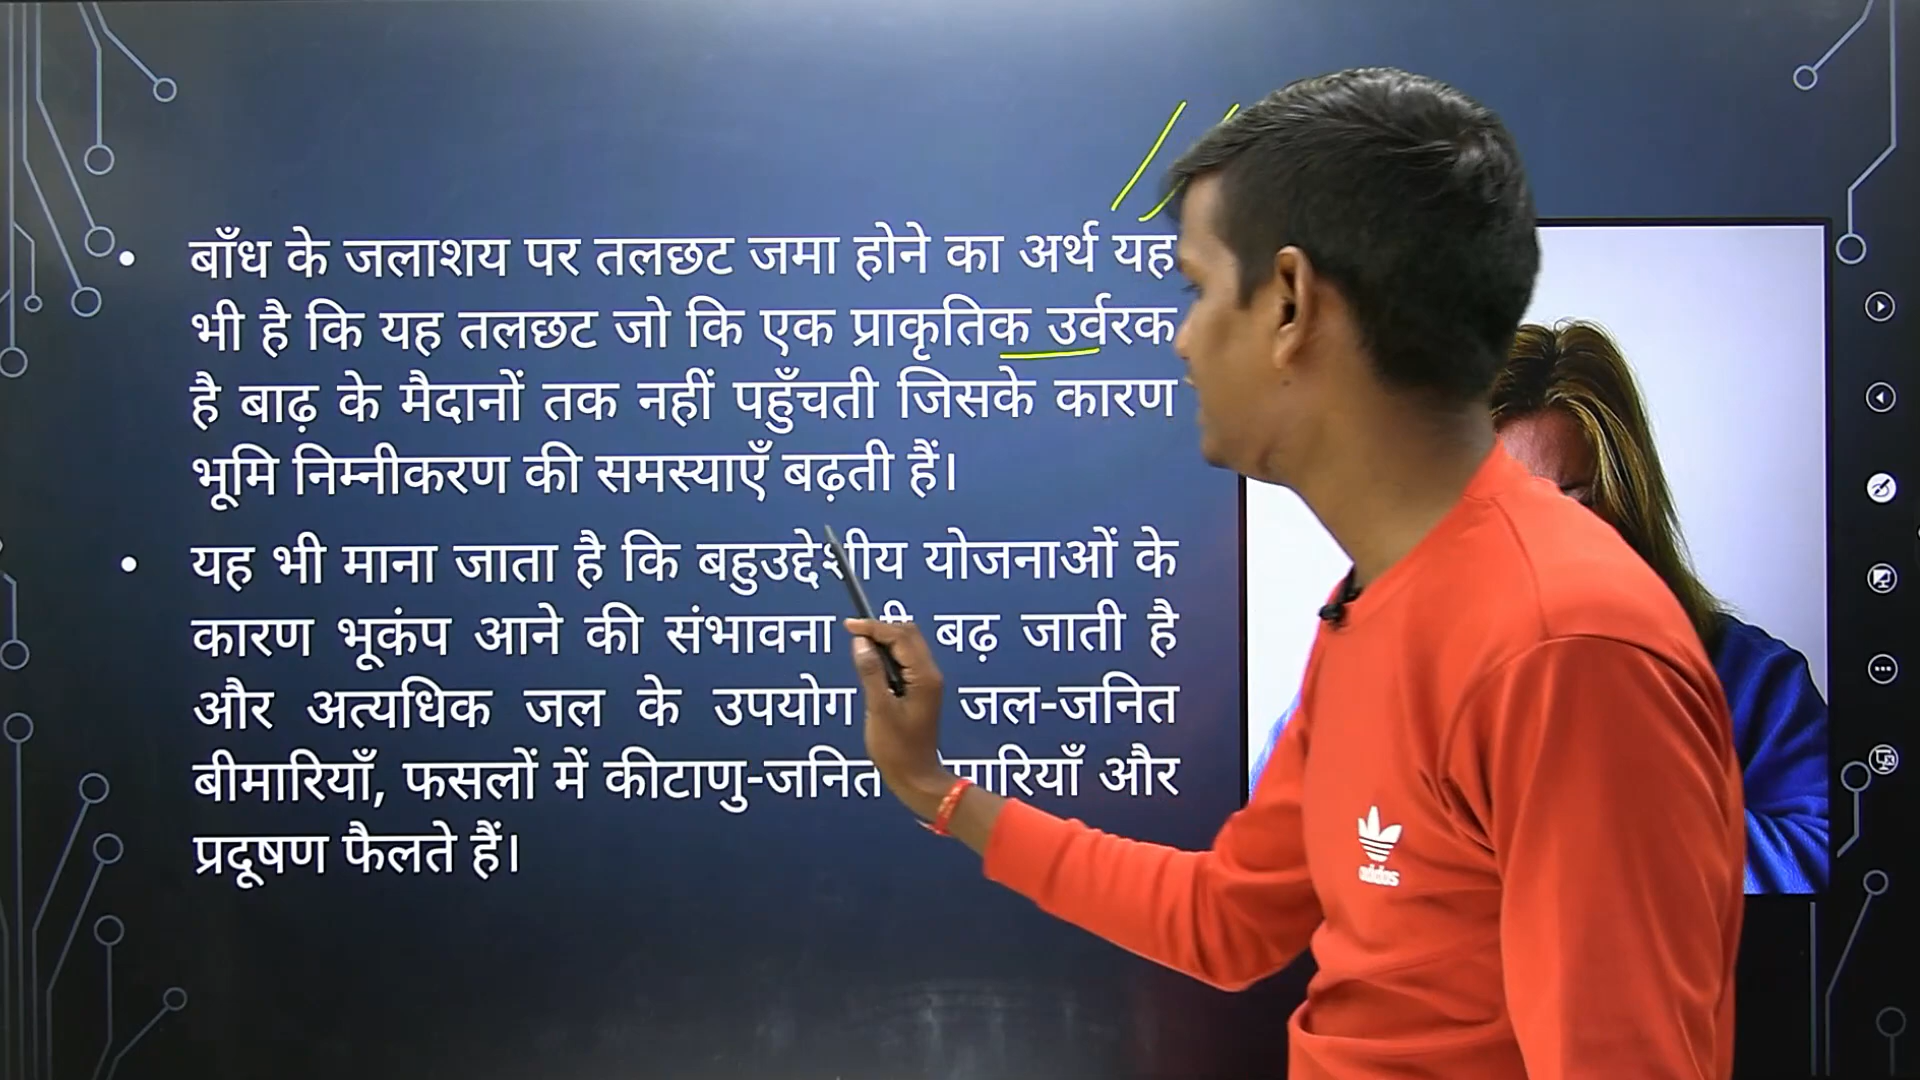 बाँध के जलाशय पर तलछट जमा होने का अर्थ यह
भी है कि यह तलछट जो कि एक प्राकृतिक उर्वरक
है बाढ़ के मैदानों तक नहीं पहुँचती जिसके कारण
भूमि निम्नीकरण की समस्याएँ बढ़ती हैं।
यह भी माना जाता है कि बहुउद्देशीय योजनाओं के
कारण भूकंप आने की संभावना बढ़ जाती है
और अत्यधिक जल के उपयोग जल-जनित
बीमारियाँ, फसलों में कीटाणु-जनित और
प्रदूषण फैलते हैं।
adidas